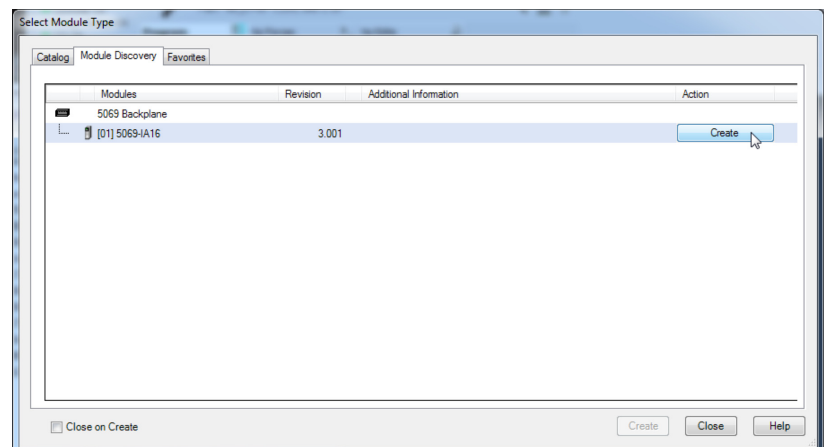 Select Module Type
Catalog Module Discovery Favorites
Modules Revision Additional Information Action
5069 Backplane
[01] 5069-IA16 3.001 Create
Close on Create Create Close Help